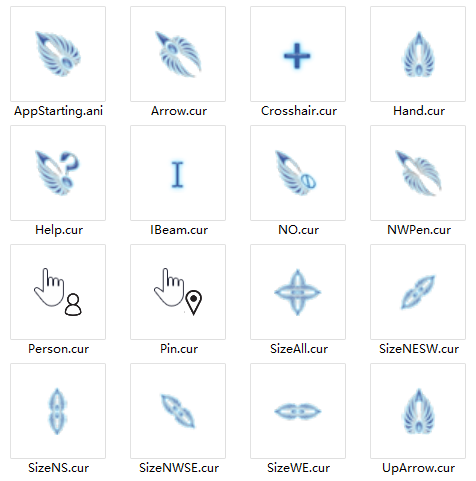 AppStarting.ani
Arrow.cur
Crosshair.cur
Hand.cur
Help.cur
IBeam.cur
NO.cur
NWPen.cur
Person.cur
Pin.cur
SizeAll.cur
SizeNESW.cur
SizeNS.cur
SizeNWSE.cur
SizeWE.cur
UpArrow.cur